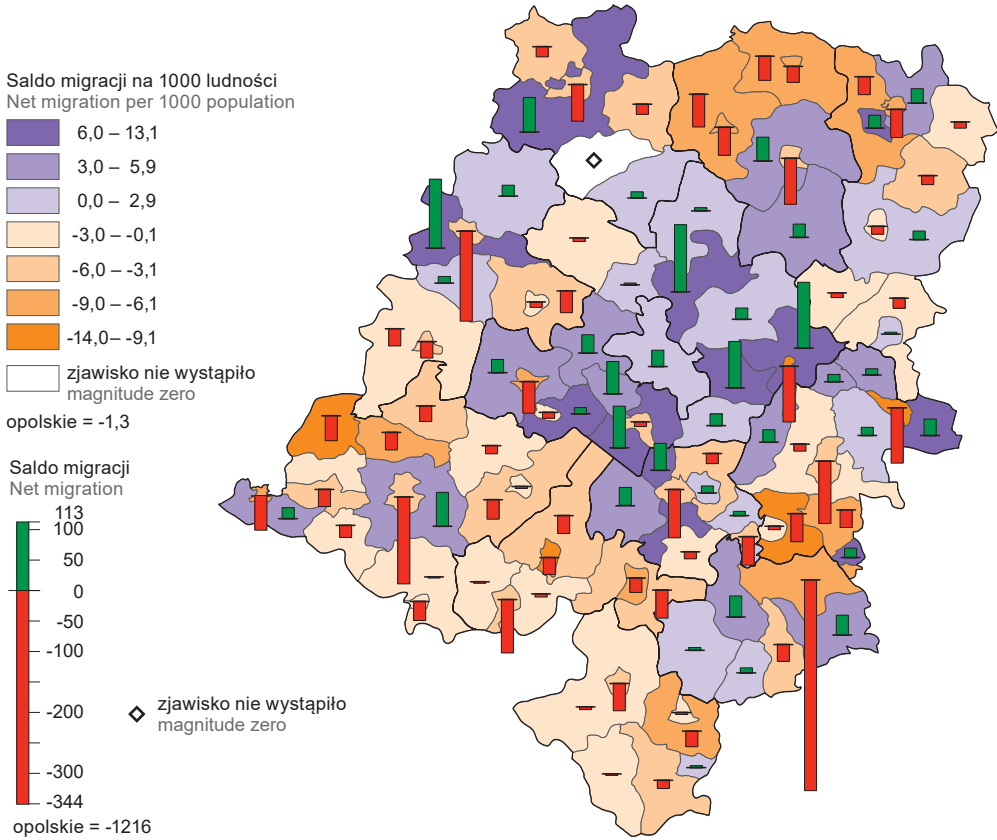 Saldo migracji na 1000 ludności
Net migration per 1000 population
6,0 – 13,1
3,0 – 5,9
0,0 – 2,9
-3,0 – -0,1
-6,0 – -3,1
-9,0 – -6,1
-14,0– -9,1
zjawisko nie wystąpiło
magnitude zero
opolskie = -1,3
Saldo migracji
Net migration
113
100
50
0
-50
-100
-200
-300
-344
opolskie = -1216
zjawisko nie wystąpiło
magnitude zero